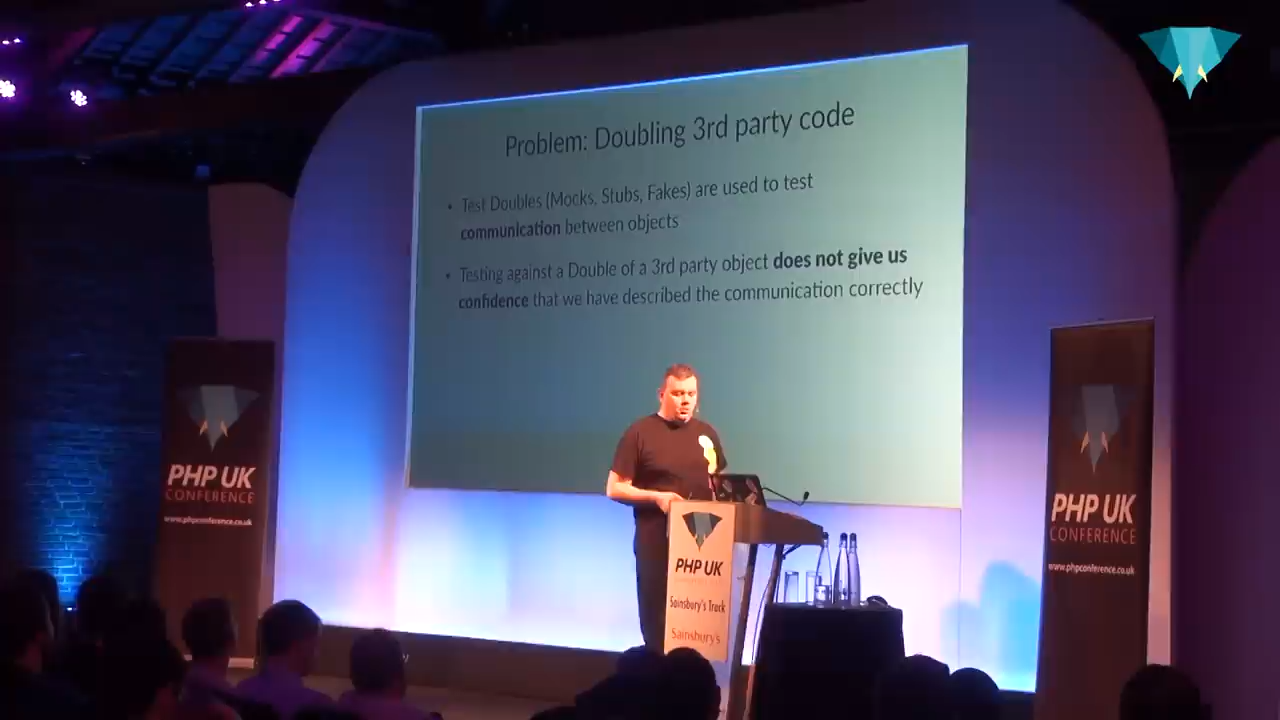 Problem: Doubling 3rd party code
• Test Doubles (Mocks, Stubs, Fakes) are used to test
communication between objects
• Testing against a Double of a 3rd party object does not give us
confidence that we have described the communication correctly
PHP UK
CONFERENCE
www.phpconference.co.uk
PHP UK
CONFERENCE
www.phpconference.co.uk
PHP UK
Sainsbury's Track
Sainsbury's